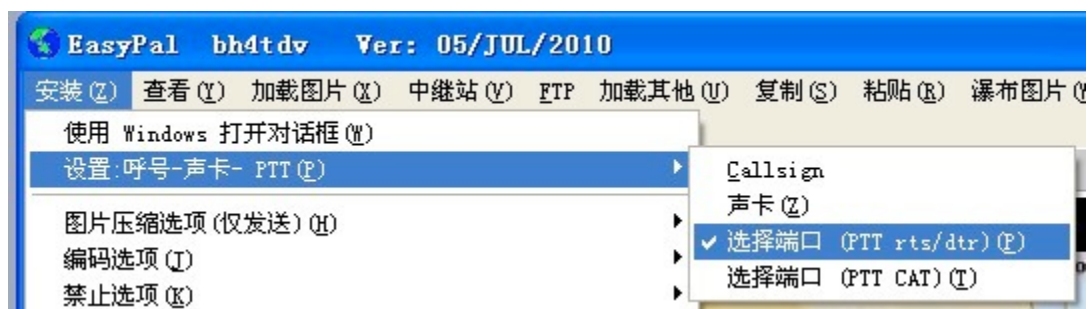 EasyPal bh4tdv Ver: 05/JUL/2010
安装(Z) 查看(Y) 加载图片(X) 中继站(V) FTP 加载其他(U) 复制(S) 粘贴(R) 瀑布图片
使用 Windows 打开对话框(W)
设置:呼号-声卡- PTT(P)
Callsign
声卡(Z)
选择端口 (PTT rts/dtr)(P)
选择端口 (PTT CAT)(T)
图片压缩选项(仅发送)(H)
编码选项(J)
禁止选项(K)